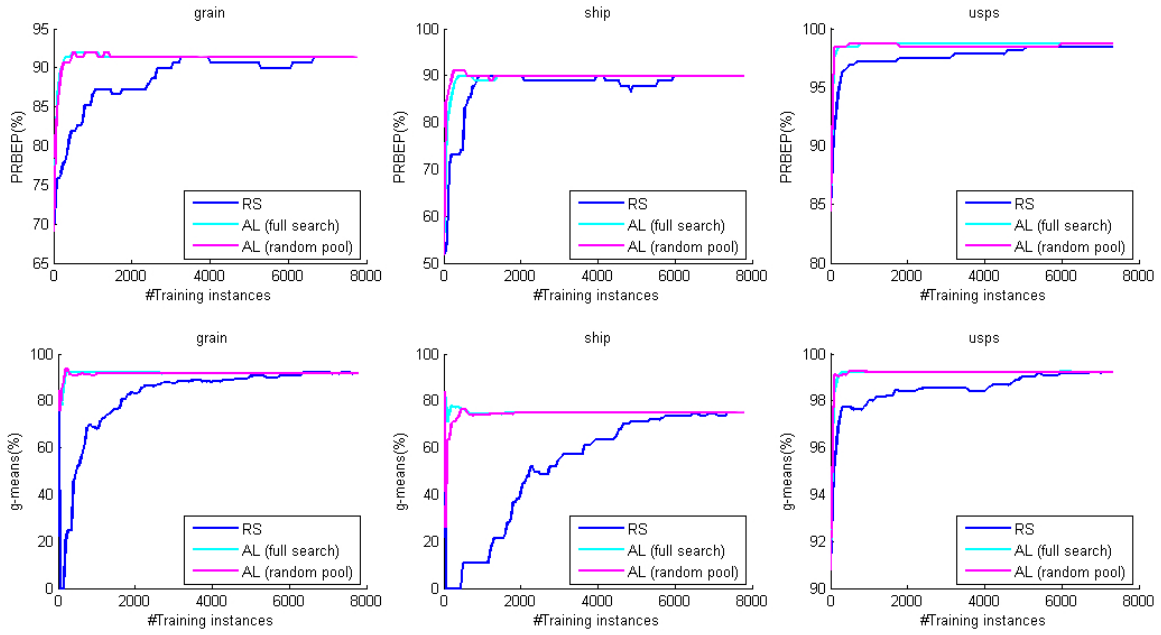 grain
95
90
85
80
75
70
65
PRBEP(%)
RS
AL (full search)
AL (random pool)
0 2000 4000 6000 8000
#Training instances
ship
100
90
80
70
60
50
PRBEP(%)
RS
AL (full search)
AL (random pool)
0 2000 4000 6000 8000
#Training instances
usps
100
95
90
85
80
PRBEP(%)
RS
AL (full search)
AL (random pool)
0 2000 4000 6000 8000
#Training instances
grain
100
80
60
40
20
0
g-means(%)
RS
AL (full search)
AL (random pool)
0 2000 4000 6000 8000
#Training instances
ship
100
80
60
40
20
0
g-means(%)
RS
AL (full search)
AL (random pool)
0 2000 4000 6000 8000
#Training instances
usps
100
98
96
94
92
90
g-means(%)
RS
AL (full search)
AL (random pool)
0 2000 4000 6000 8000
#Training instances